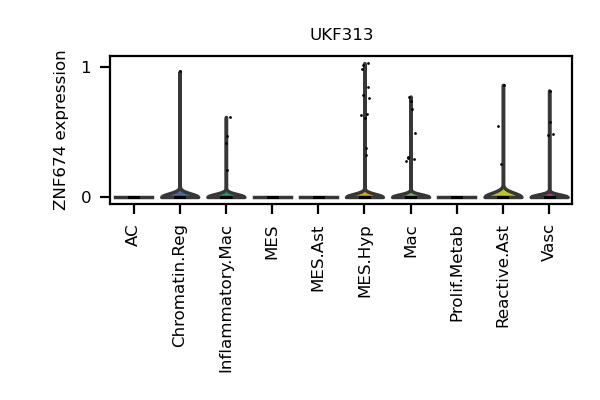 UKF313
ZNF674 expression
1
0
AC
Chromatin.Reg
Inflammatory.Mac
MES
MES.Ast
MES.Hyp
Mac
Prolif.Metab
Reactive.Ast
Vasc